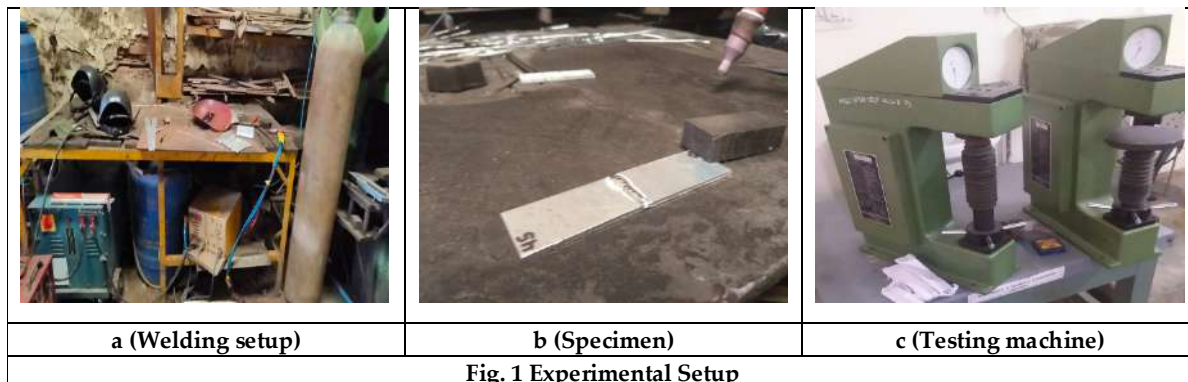 45
a (Welding setup)
b (Specimen)
c (Testing machine)
Fig. 1 Experimental Setup